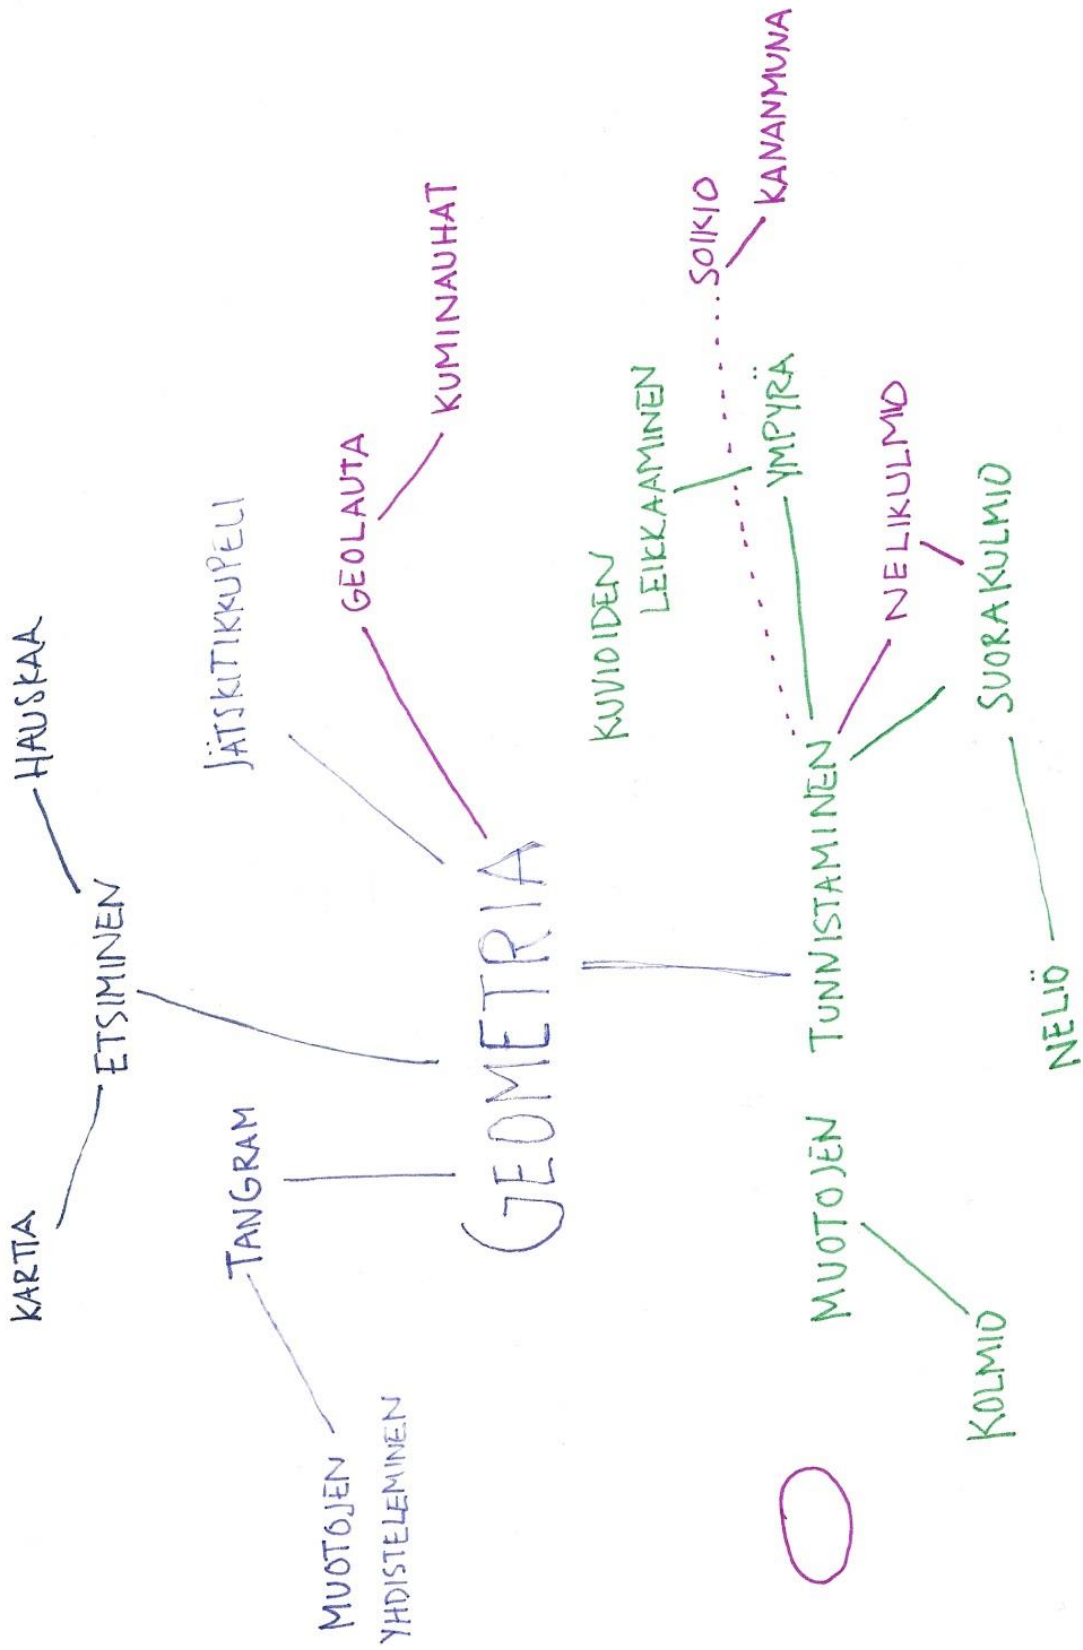 KARTTA
HAUSKAA
ETSIMINEN
TANGRAM
JÄTSKITIKKUPELI
MUOTOJEN
YHDISTELEMINEN
GEOLAUTA
KUMINAUHAT
GEOMETRIA
KUVIOIDEN
LEIKKAAMINEN
SOIKIO
KANANMUNA
YMPYRÄ
MUOTOJEN TUNNISTAMINEN
NELIKULMIO
KOLMIO
SUORAKULMIO
NELIÖ